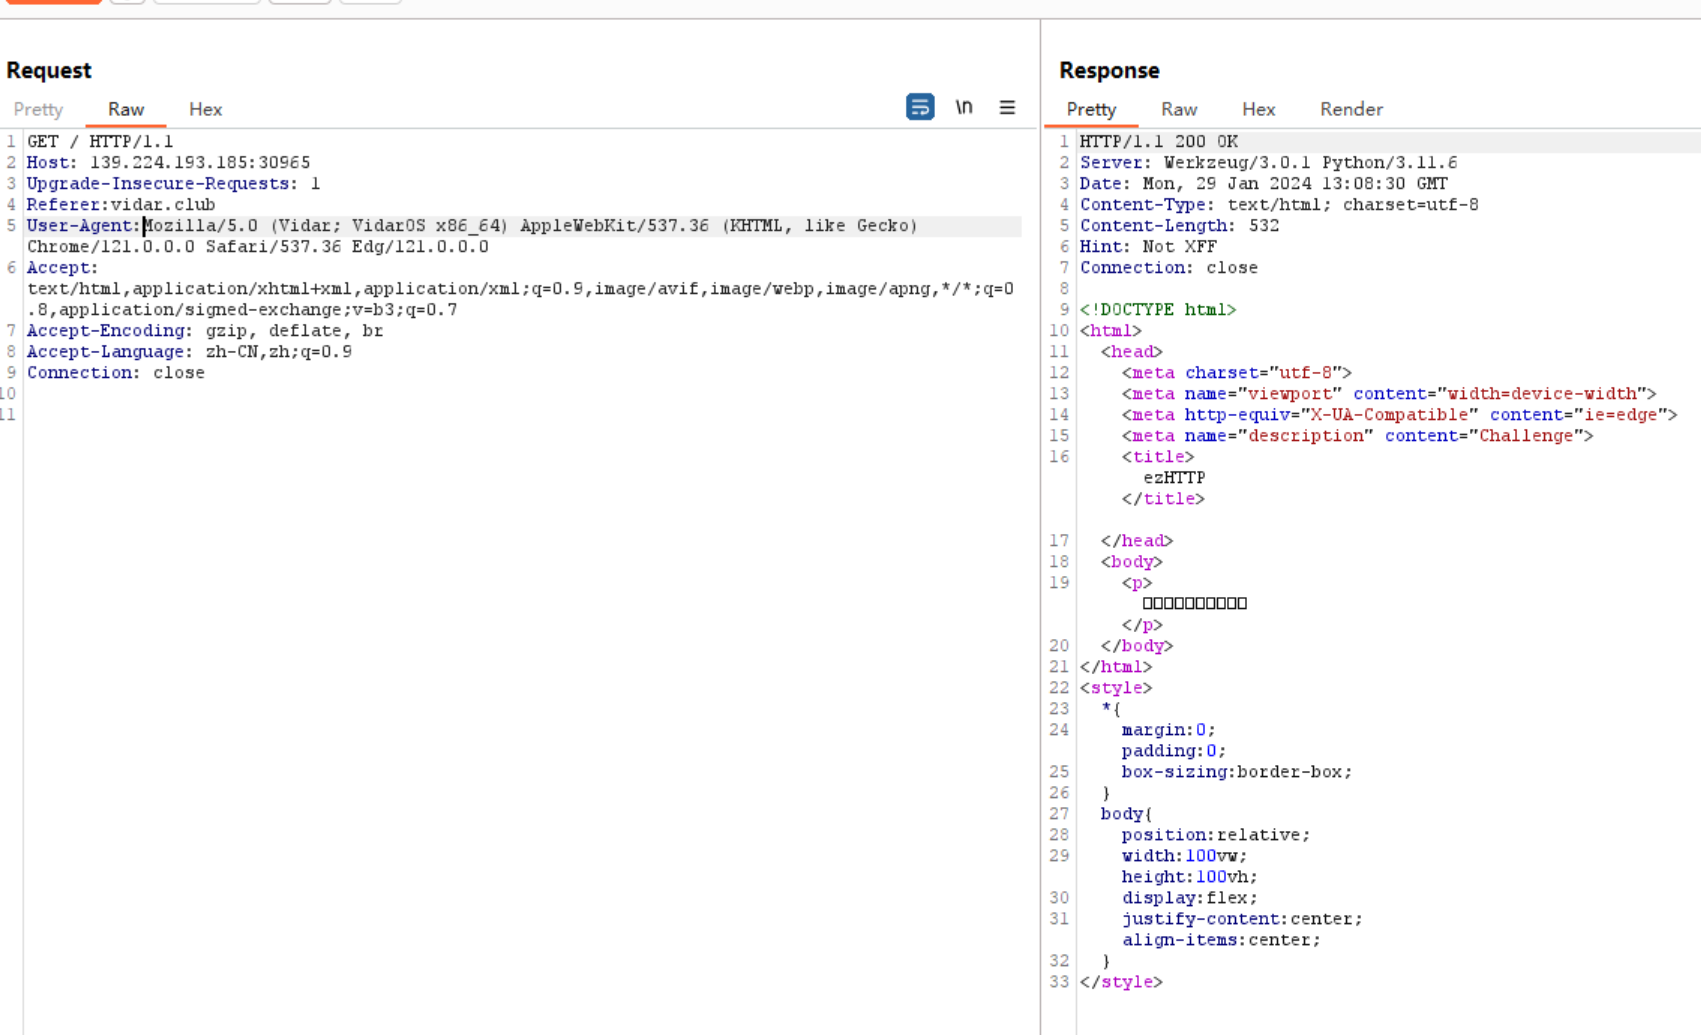 Request
Pretty Raw Hex \n
1 GET / HTTP/1.1
2 Host: 139.224.193.185:30965
3 Upgrade-Insecure-Requests: 1
4 Referer:vidar.club
5 User-Agent:Mozilla/5.0 (Vidar; VidarOS x86_64) AppleWebKit/537.36 (KHTML, like Gecko)
Chrome/121.0.0.0 Safari/537.36 Edg/121.0.0.0
6 Accept:
text/html,application/xhtml+xml,application/xml;q=0.9,image/avif,image/webp,image/apng,*/*;q=0
.8,application/signed-exchange;v=b3;q=0.7
7 Accept-Encoding: gzip, deflate, br
8 Accept-Language: zh-CN,zh;q=0.9
9 Connection: close
10
11
Response
Pretty Raw Hex Render
1 HTTP/1.1 200 OK
2 Server: Werkzeug/3.0.1 Python/3.11.6
3 Date: Mon, 29 Jan 2024 13:08:30 GMT
4 Content-Type: text/html; charset=utf-8
5 Content-Length: 532
6 Hint: Not XFF
7 Connection: close
8
9 <!DOCTYPE html>
10 <html>
11 <head>
12 <meta charset="utf-8">
13 <meta name="viewport" content="width=device-width">
14 <meta http-equiv="X-UA-Compatible" content="ie=edge">
15 <meta name="description" content="Challenge">
16 <title>
ezHTTP
</title>
17 </head>
18 <body>
19 <p>
□□□□□□□□□□
</p>
20 </body>
21 </html>
22 <style>
23 *{
24 margin:0;
padding:0;
25 box-sizing:border-box;
26 }
27 body{
28 position:relative;
29 width:100vw;
height:100vh;
30 display:flex;
31 justify-content:center;
align-items:center;
32 }
33 </style>